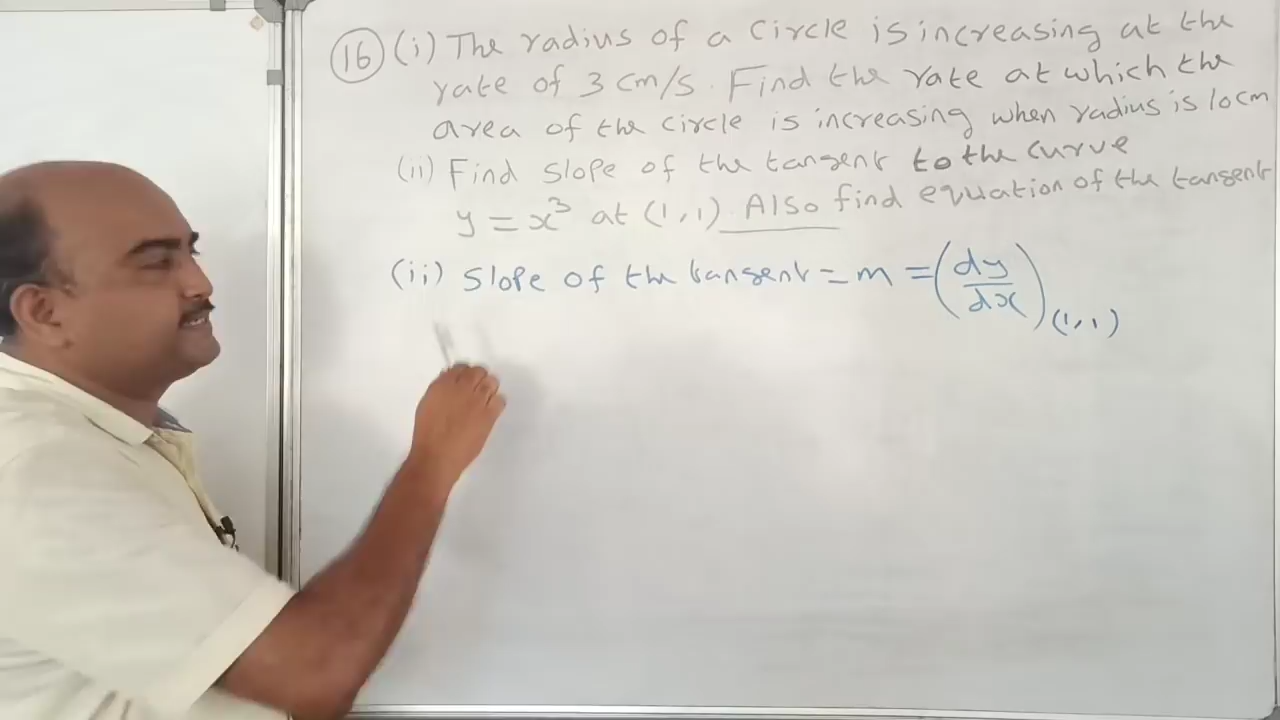 16 (i) The radius of a circle is increasing at the
rate of 3 cm/s. Find the rate at which the
area of the circle is increasing when radius is 10cm
(ii) Find slope of the tangent to the curve
y = x³ at (1,1). Also find equation of the tangent
(ii) slope of the tangent = m = (dy/dx)(1,1)